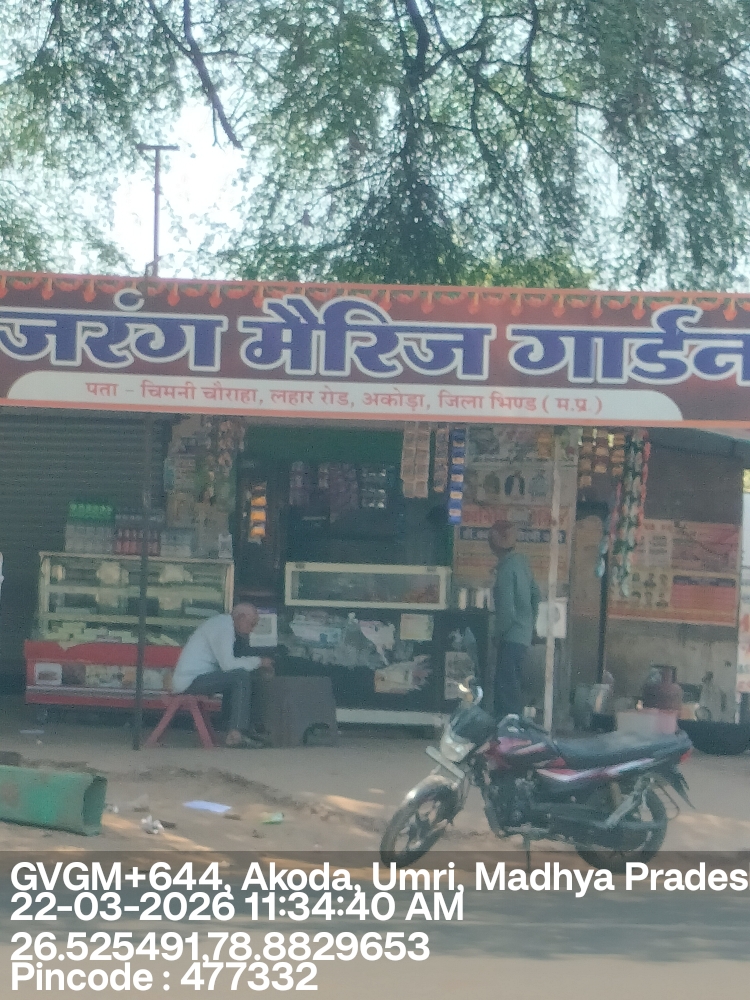 जरंग मैरिज गार्डन
पता - चिमनी चौराहा, लहार रोड, अकोड़ा, जिला भिण्ड ( म.प्र. )
GVGM+644, Akoda, Umri, Madhya Prades
22-03-2026 11:34:40 AM
26.525491,78.8829653
Pincode : 477332